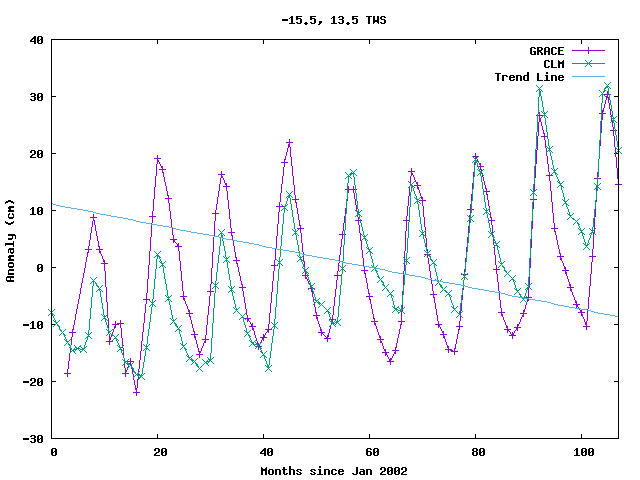 -15.5, 13.5 TWS
GRACE
CLM
Trend Line
40
30
20
10
0
-10
-20
-30
Anomaly (cm)
0 20 40 60 80 100
Months since Jan 2002